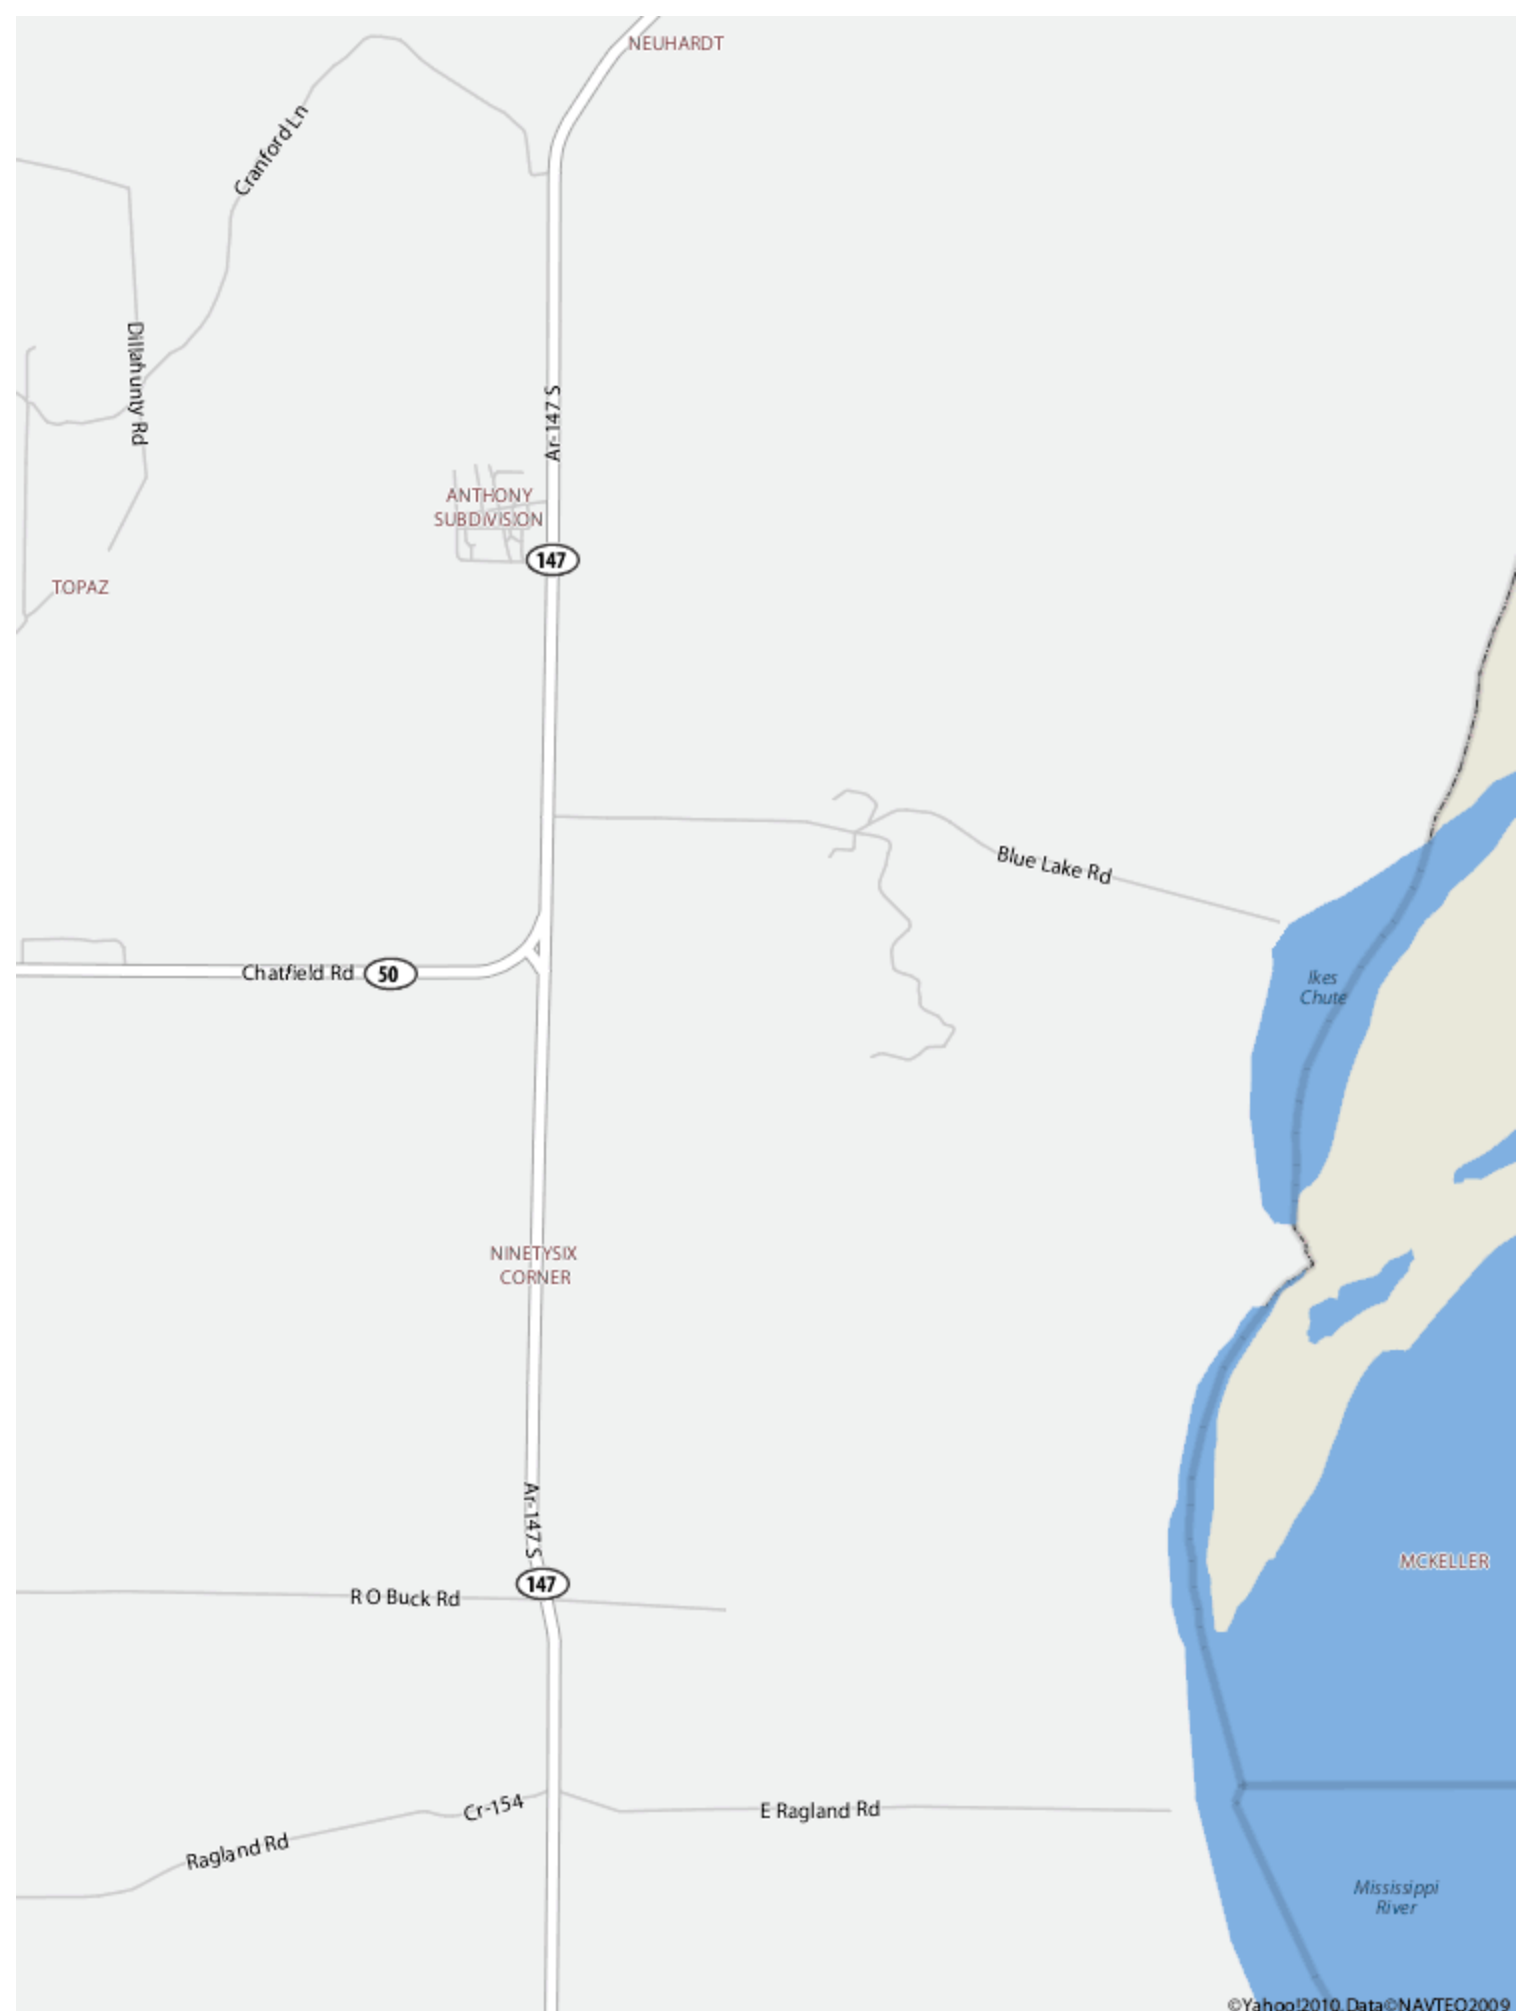 NEUHARDT
Cranford Ln
Dillahunty Rd
Ar-147 S
ANTHONY
SUBDIVISION
147
TOPAZ
Blue Lake Rd
Chatfield Rd
50
Ikes
Chute
NINETYSIX
CORNER
Ar-147 S
MCKELLER
147
R O Buck Rd
Cr-154
E Ragland Rd
Ragland Rd
Mississippi
River
©Yahoo!2010, Data©NAVTEQ2009